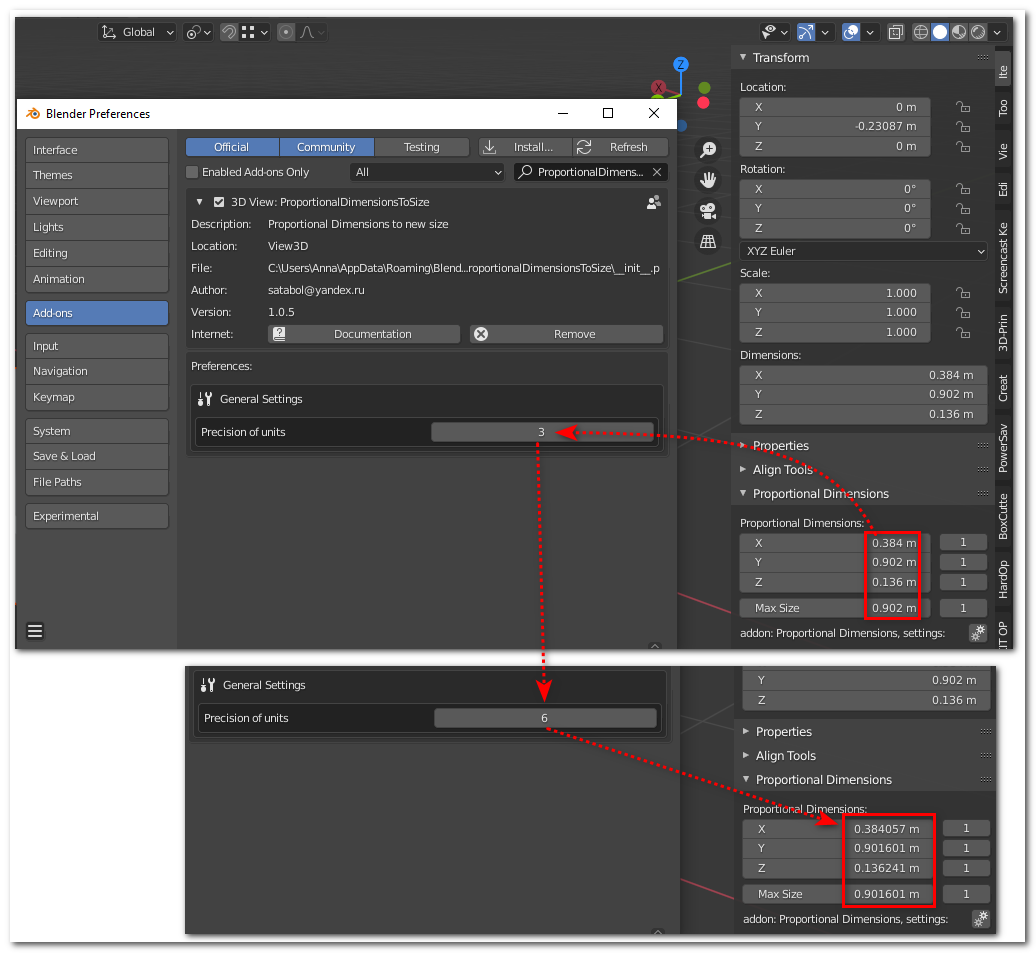 Global
Z
X
Transform
Location:
X 0 m
Y -0.23087 m
Z 0 m
Rotation:
X 0°
Y 0°
Z 0°
XYZ Euler
Scale:
X 1.000
Y 1.000
Z 1.000
Dimensions:
X 0.384 m
Y 0.902 m
Z 0.136 m
Properties
Align Tools
Proportional Dimensions
Proportional Dimensions:
X 0.384 m 1
Y 0.902 m 1
Z 0.136 m 1
Max Size 0.902 m 1
addon: Proportional Dimensions, settings:
Ite
Too
Vie
Edi
Screencast Ke
3D-Prin
Creat
PowerSav
BoxCutte
HardOp
IT OP
Blender Preferences
Interface
Themes
Viewport
Lights
Editing
Animation
Add-ons
Input
Navigation
Keymap
System
Save & Load
File Paths
Experimental
Official Community Testing Install... Refresh
Enabled Add-ons Only All ProportionalDimens...
3D View: ProportionalDimensionsToSize
Description: Proportional Dimensions to new size
Location: View3D
File: C:\Users\Anna\AppData\Roaming\Blend...roportionalDimensionsToSize\__init__.p
Author: satabol@yandex.ru
Version: 1.0.5
Internet: Documentation Remove
Preferences:
General Settings
Precision of units 3
General Settings
Precision of units 6
Y 0.902 m
Z 0.136 m
Properties
Align Tools
Proportional Dimensions
Proportional Dimensions:
X 0.384057 m 1
Y 0.901601 m 1
Z 0.136241 m 1
Max Size 0.901601 m 1
addon: Proportional Dimensions, settings: